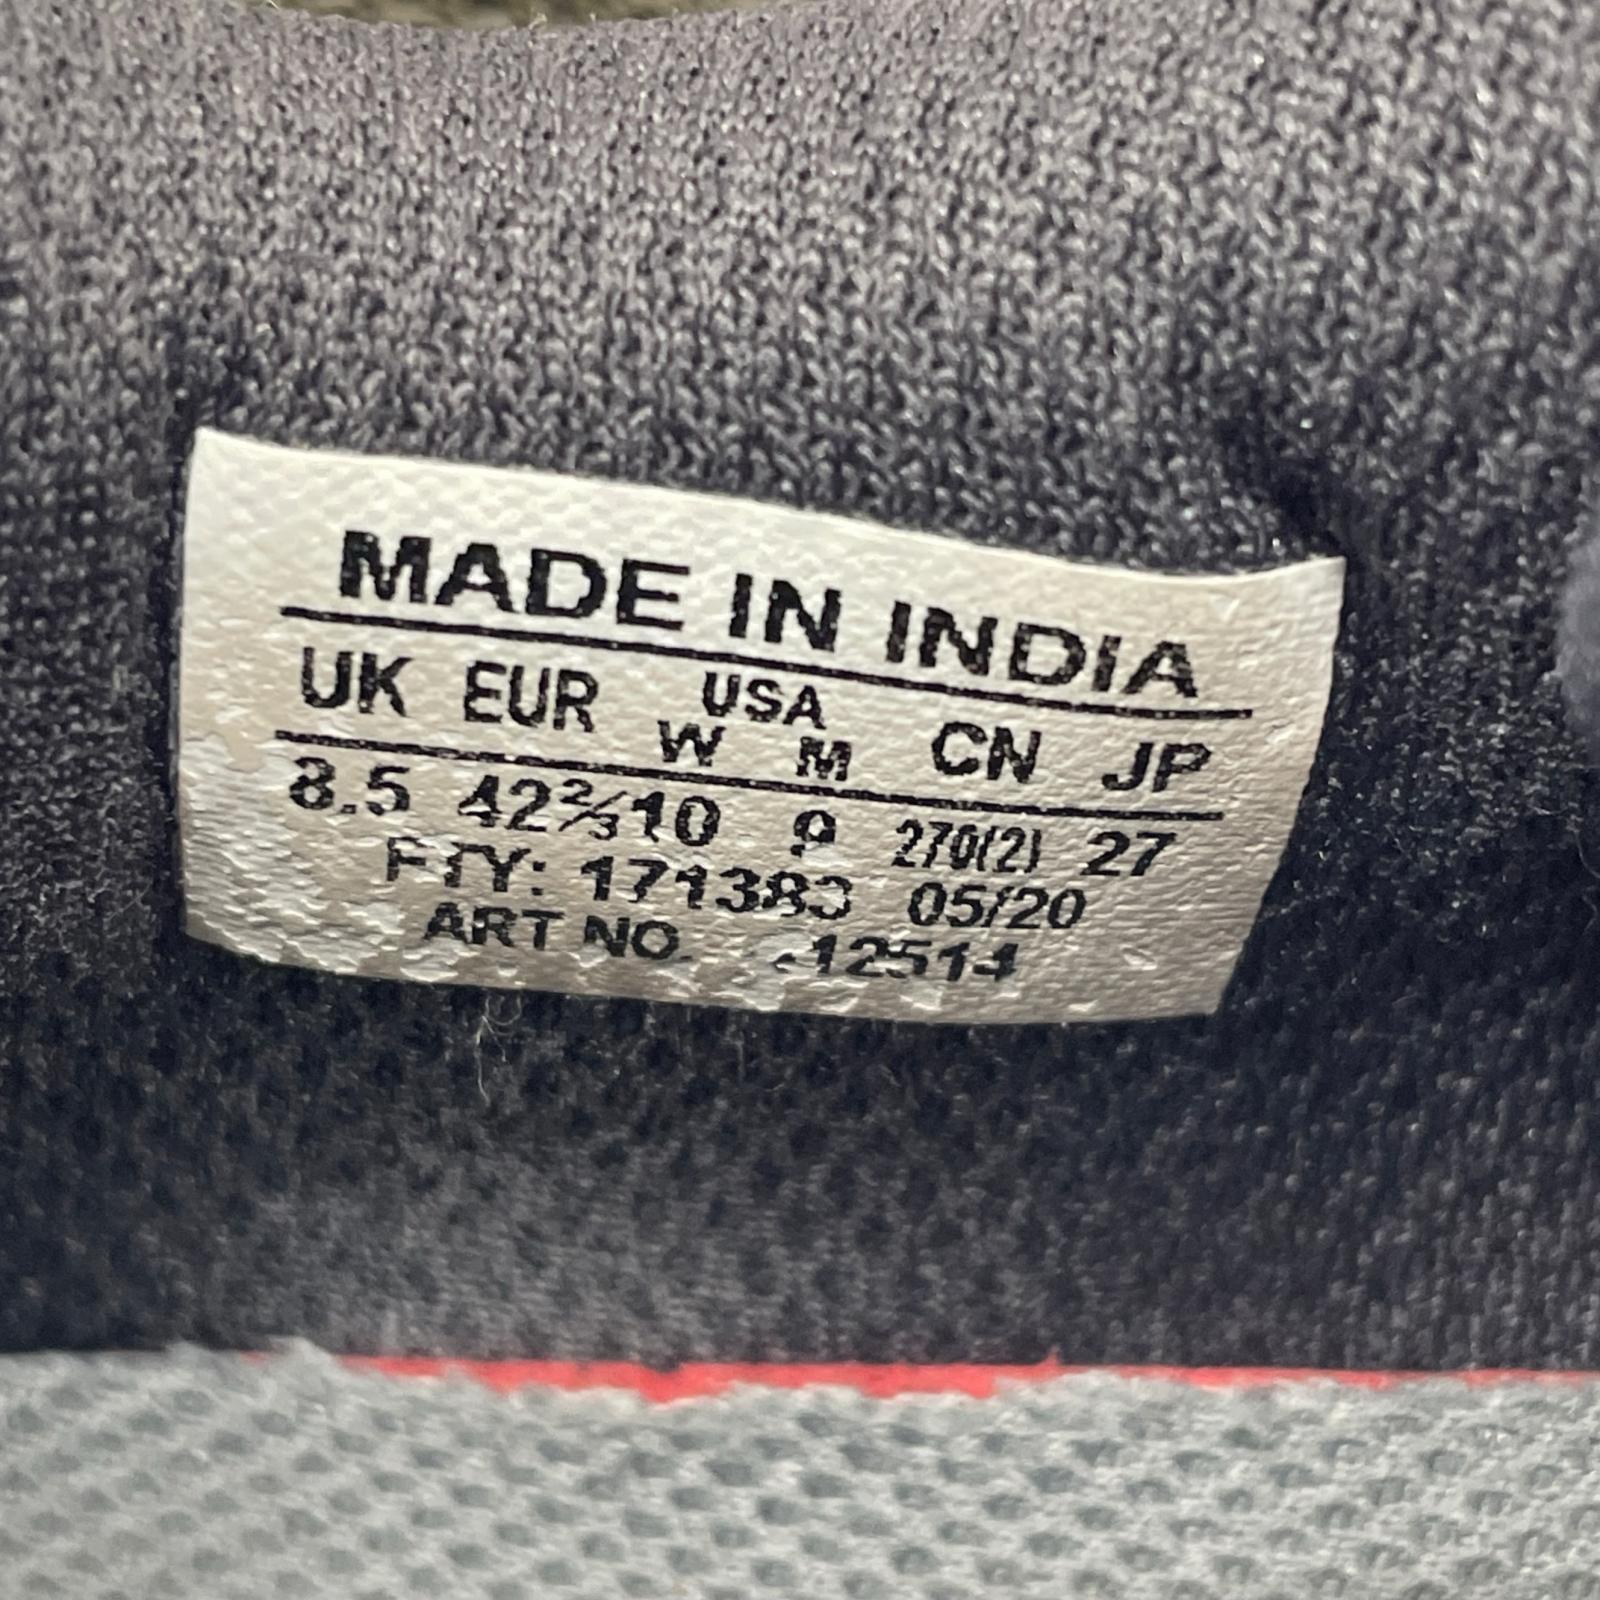 MADE IN INDIA
UK EUR USA CN JP
W M
8.5 42⅔ 10 9 270(2) 27
FTY: 171383 05/20
ART NO. 12514